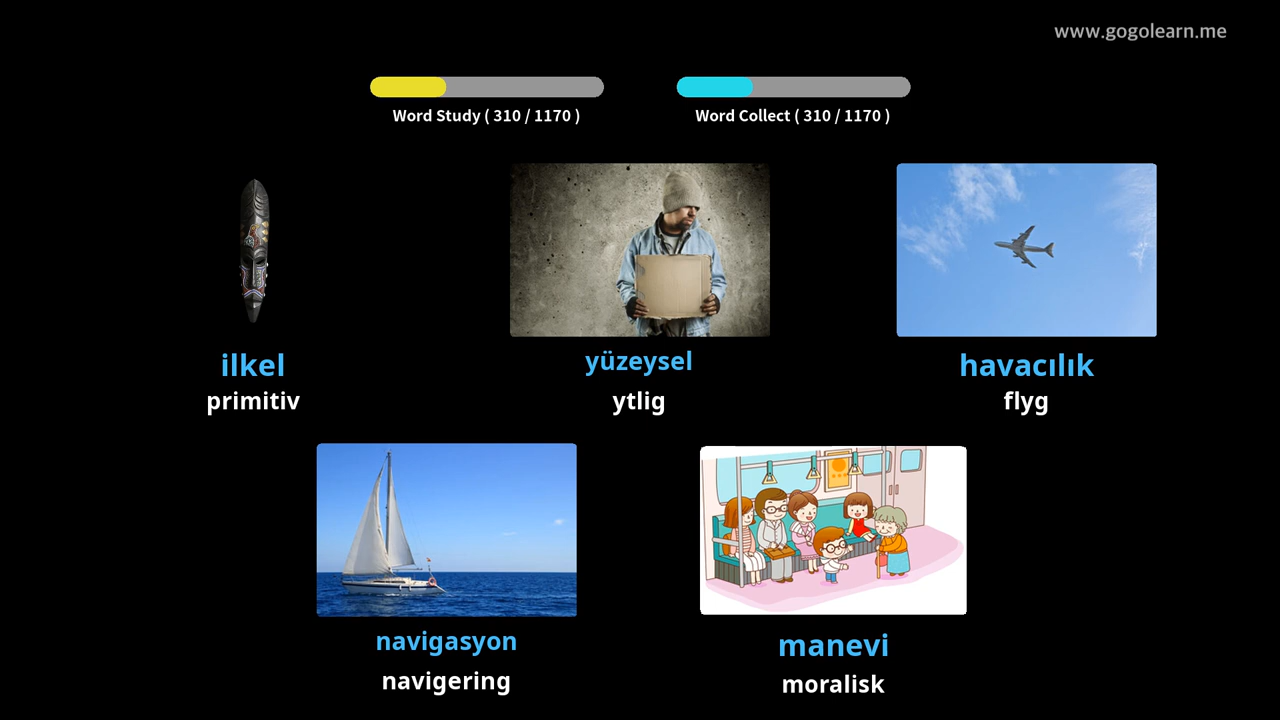 www.gogolearn.me
Word Study ( 310 / 1170 )
Word Collect ( 310 / 1170 )
ilkel
primitiv
yüzeysel
ytlig
havacılık
flyg
navigasyon
navigering
manevi
moralisk